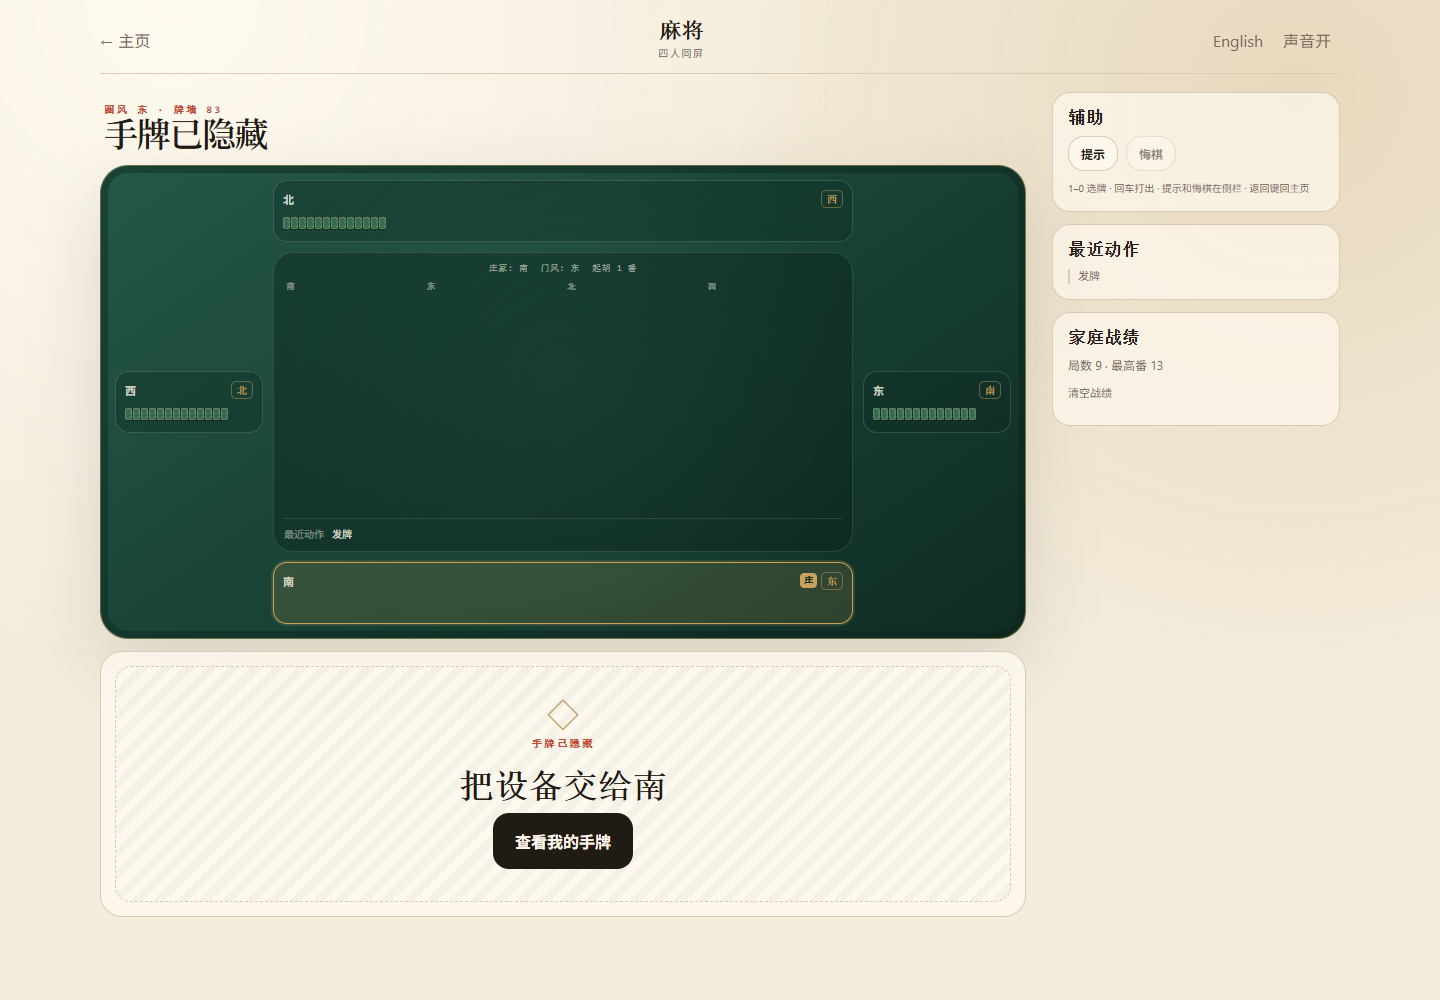 ← 主页
麻将
四人同屏
English 声音开
圈风 东 · 牌墙 83
手牌已隐藏
北 西
庄家: 南 门风: 东 起胡 1 番
南 东 北 西
西 北
东 南
最近动作 发牌
南 庄 东
手牌已隐藏
把设备交给南
查看我的手牌
辅助
提示 悔棋
1–0 选牌 · 回车打出 · 提示和悔棋在侧栏 · 返回键回主页
最近动作
发牌
家庭战绩
局数 9 · 最高番 13
清空战绩